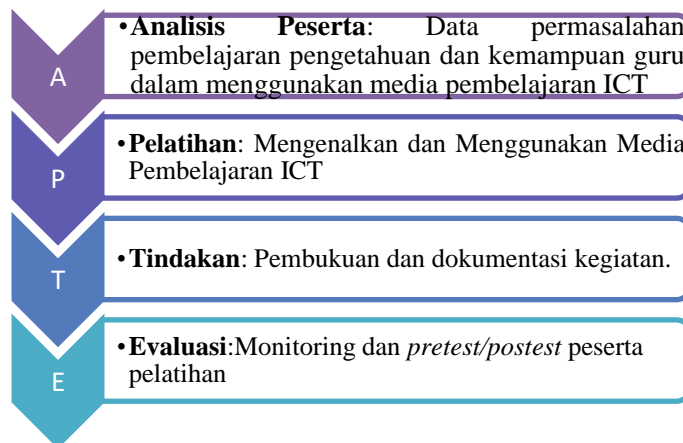 A
•Analisis Peserta: Data permasalahan
pembelajaran pengetahuan dan kemampuan guru
dalam menggunakan media pembelajaran ICT
P
•Pelatihan: Mengenalkan dan Menggunakan Media
Pembelajaran ICT
T
•Tindakan: Pembukuan dan dokumentasi kegiatan.
E
•Evaluasi:Monitoring dan pretest/postest peserta
pelatihan